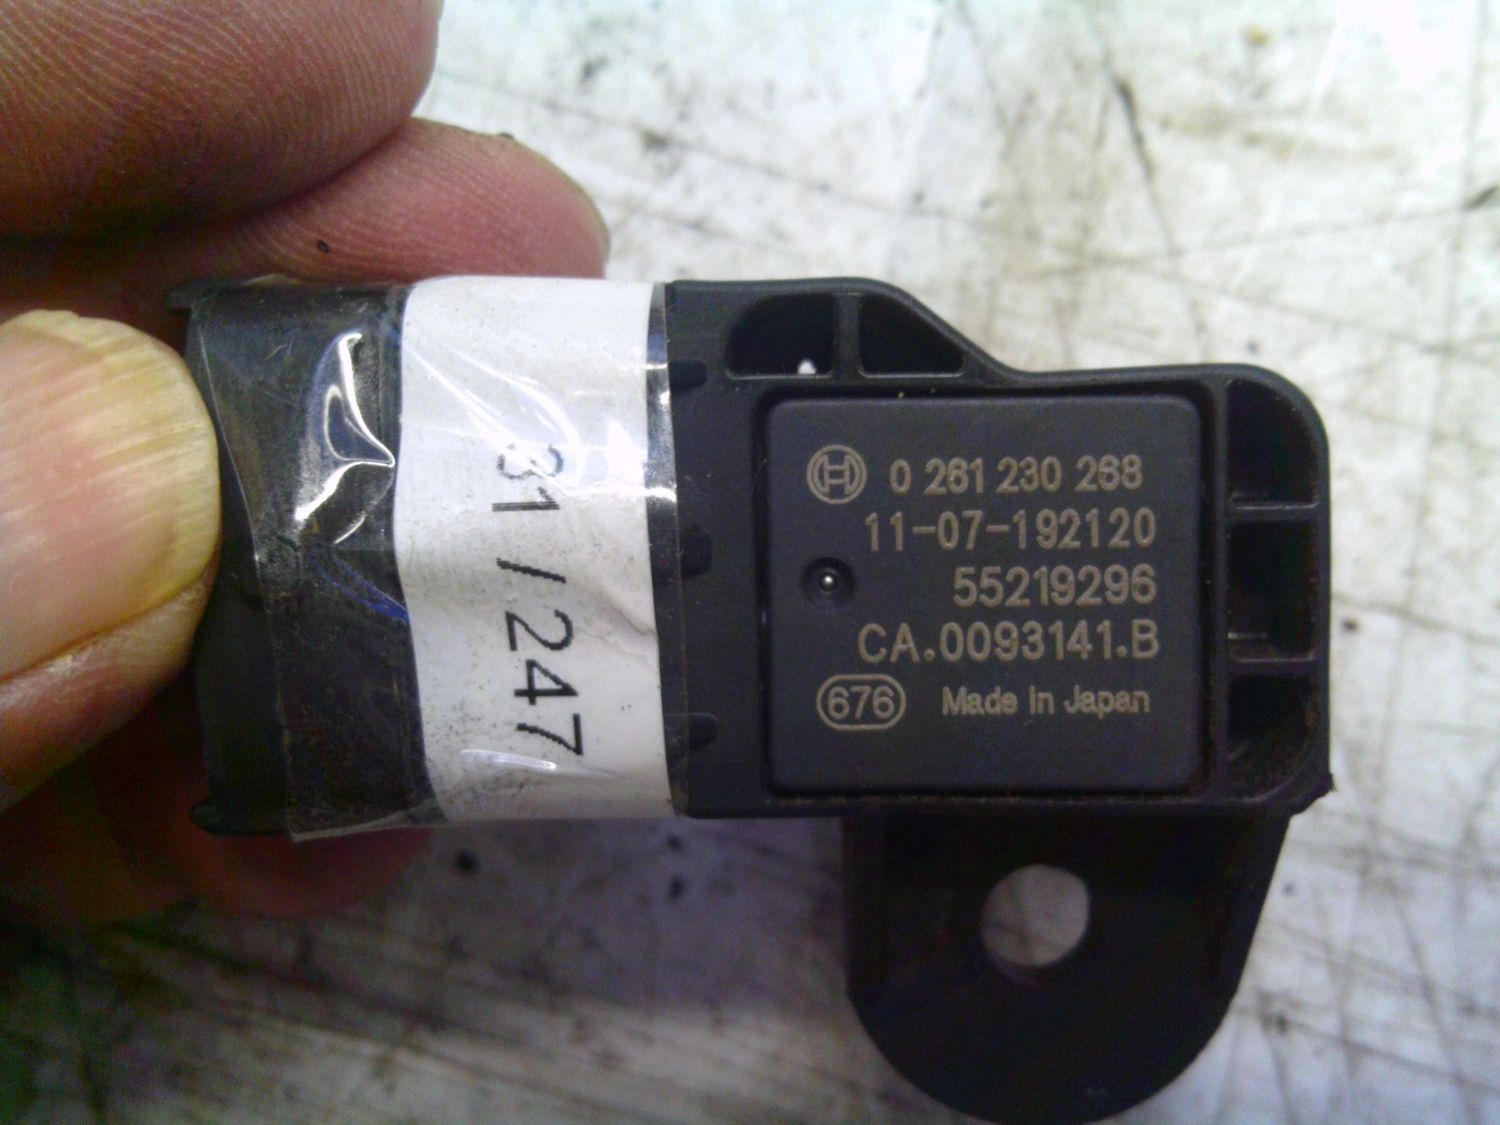 31/247
0 261 230 268
11-07-192120
55219296
CA.0093141.B
676 Made in Japan